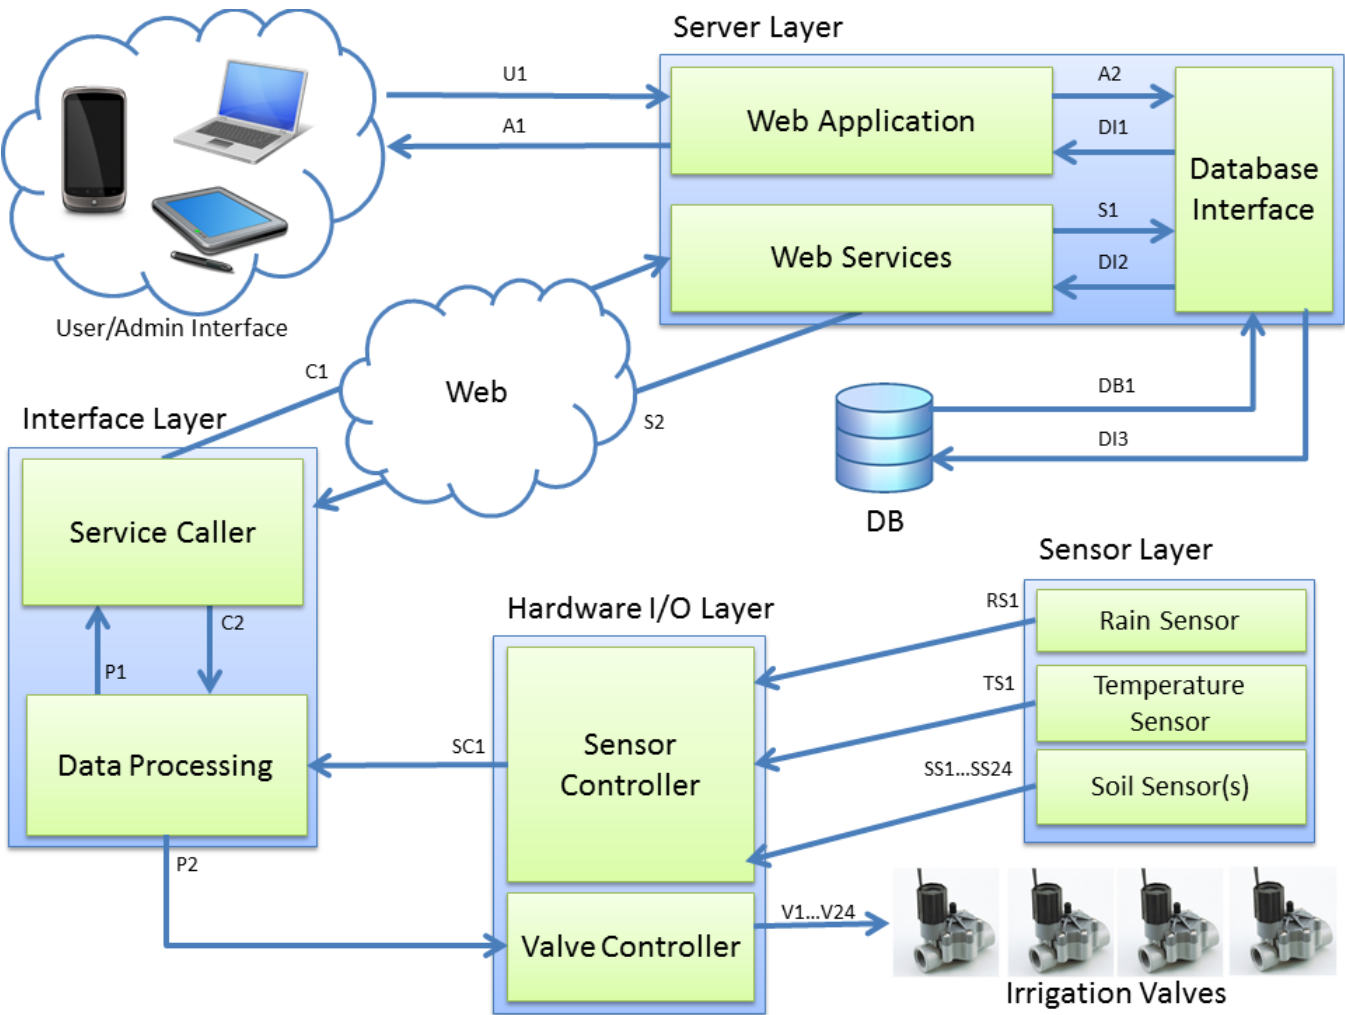 Server Layer
U1
A1
Web Application
A2
DI1
Database
Interface
S1
DI2
Web Services
User/Admin Interface
C1
Web
S2
DB1
DI3
DB
Interface Layer
Service Caller
C2
P1
Data Processing
P2
SC1
Hardware I/O Layer
Sensor
Controller
Valve Controller
V1...V24
Sensor Layer
RS1
Rain Sensor
TS1
Temperature
Sensor
SS1...SS24
Soil Sensor(s)
Irrigation Valves